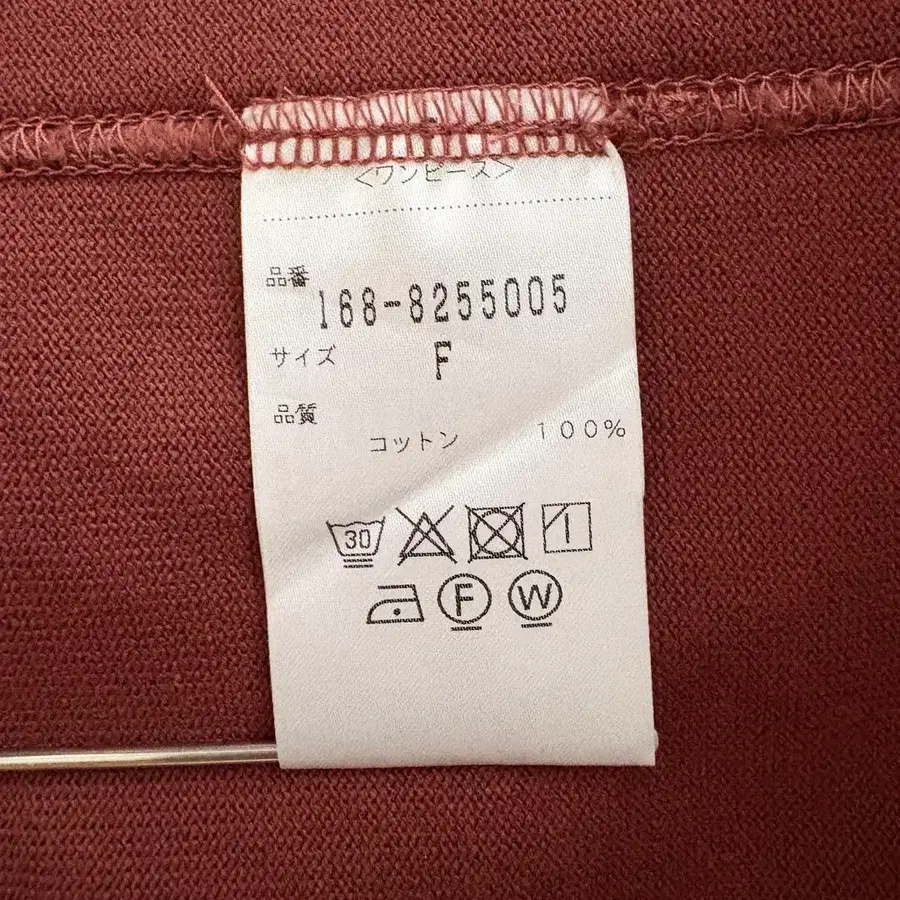 <ワンピース>
品番
168-8255005
サイズ F
品質
コットン 100%
30
F W